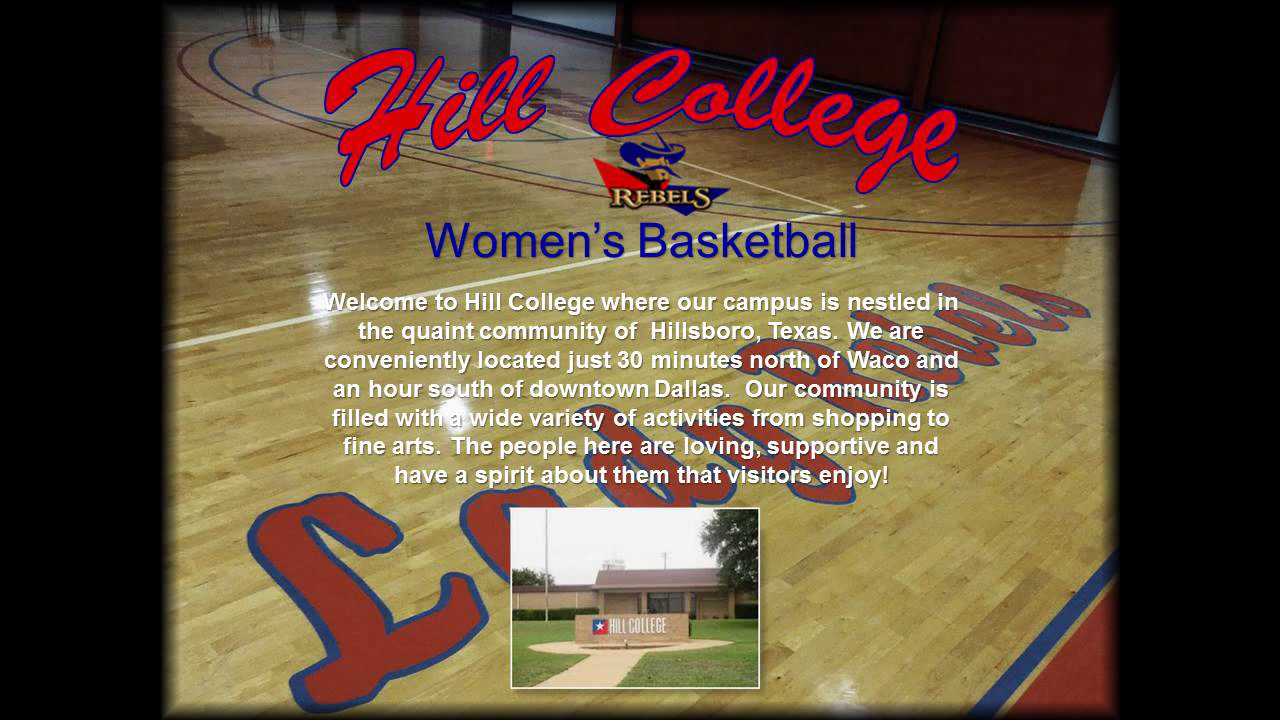 Hill College
REBELS
Women's Basketball
Welcome to Hill College where our campus is nestled in
the quaint community of Hillsboro, Texas. We are
conveniently located just 30 minutes north of Waco and
an hour south of downtown Dallas. Our community is
filled with a wide variety of activities from shopping to
fine arts. The people here are loving, supportive and
have a spirit about them that visitors enjoy!
Lady Rebels
HILL COLLEGE